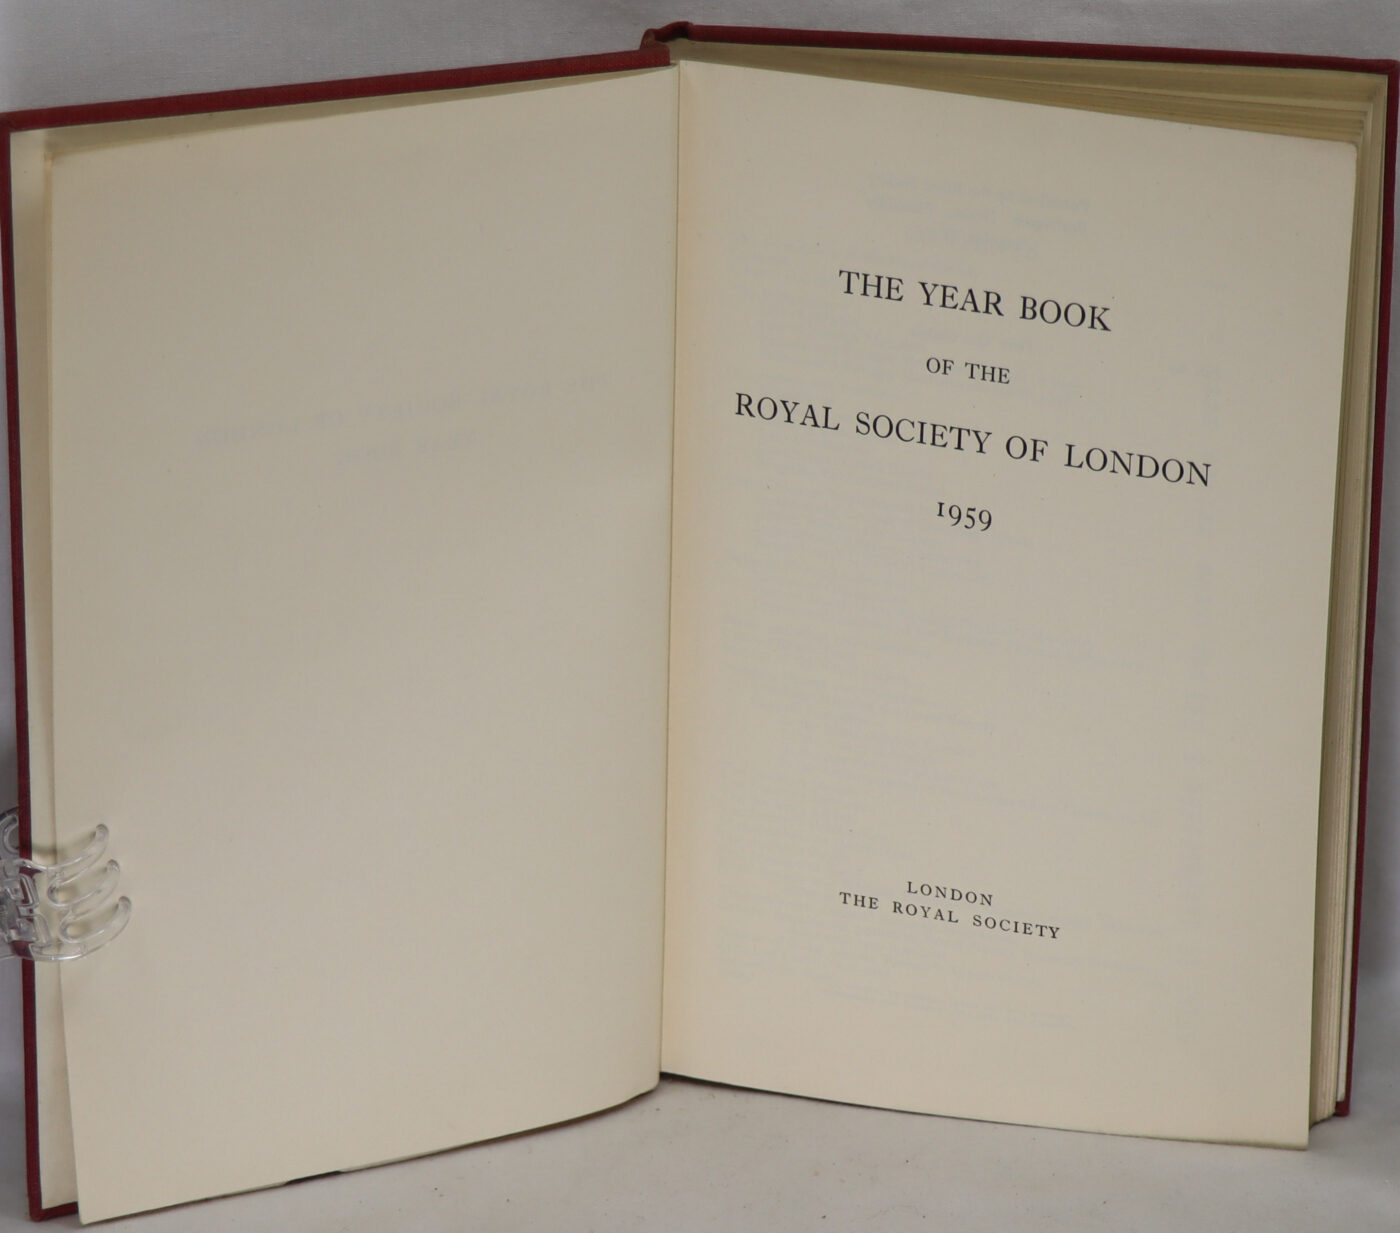 THE YEAR BOOK
OF THE
ROYAL SOCIETY OF LONDON
1959
LONDON
THE ROYAL SOCIETY